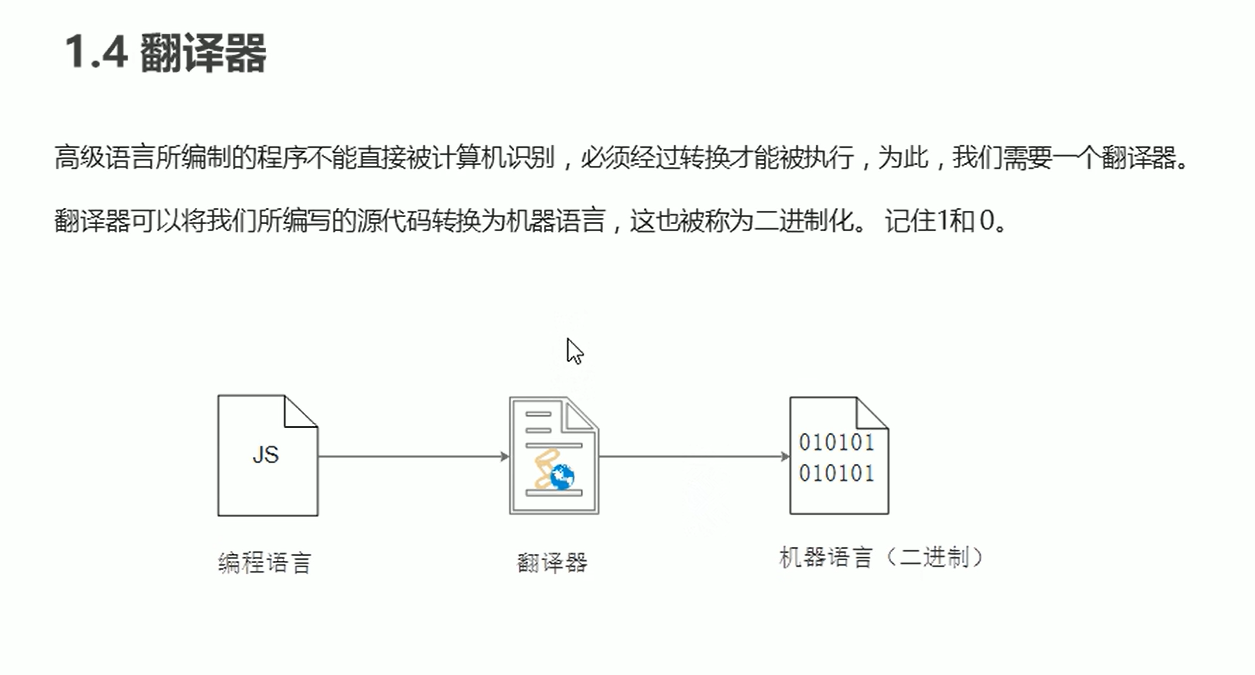 1.4 翻译器
高级语言所编制的程序不能直接被计算机识别，必须经过转换才能被执行，为此，我们需要一个翻译器。
翻译器可以将我们所编写的源代码转换为机器语言，这也被称为二进制化。 记住1和 0。
JS
010101
010101
编程语言
翻译器
机器语言（二进制）